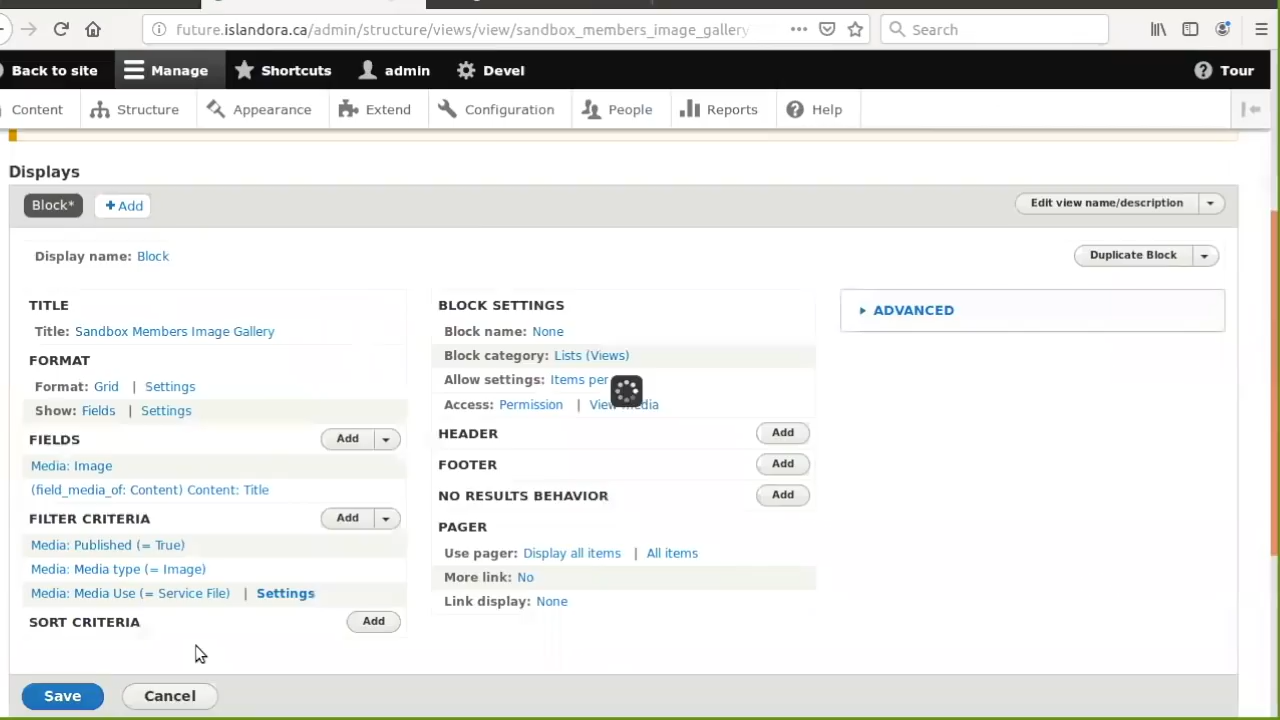 future.islandora.ca/admin/structure/views/view/sandbox_members_image_gallery
Search
Back to site
Manage
Shortcuts
admin
Devel
Tour
Content
Structure
Appearance
Extend
Configuration
People
Reports
Help
Displays
Block*
+ Add
Edit view name/description
Display name: Block
Duplicate Block
TITLE
Title: Sandbox Members Image Gallery
FORMAT
Format: Grid | Settings
Show: Fields | Settings
FIELDS
Add
Media: Image
(field_media_of: Content) Content: Title
FILTER CRITERIA
Add
Media: Published (= True)
Media: Media type (= Image)
Media: Media Use (= Service File) | Settings
SORT CRITERIA
Add
BLOCK SETTINGS
Block name: None
Block category: Lists (Views)
Allow settings: Items per
Access: Permission | View media
HEADER
Add
FOOTER
Add
NO RESULTS BEHAVIOR
Add
PAGER
Use pager: Display all items | All items
More link: No
Link display: None
ADVANCED
Save
Cancel